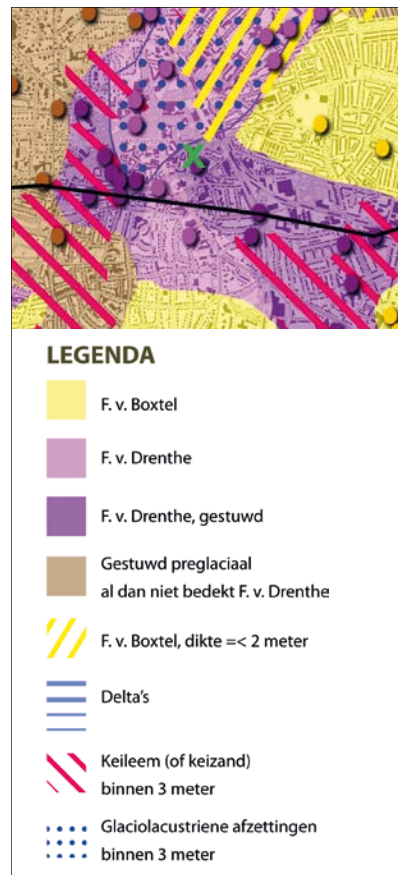 LEGENDA
F. v. Boxtel
F. v. Drenthe
F. v. Drenthe, gestuwd
Gestuwd preglaciaal
al dan niet bedekt F. v. Drenthe
F. v. Boxtel, dikte =< 2 meter
Delta's
Keileem (of keizand)
binnen 3 meter
Glaciolacustriene afzettingen
binnen 3 meter